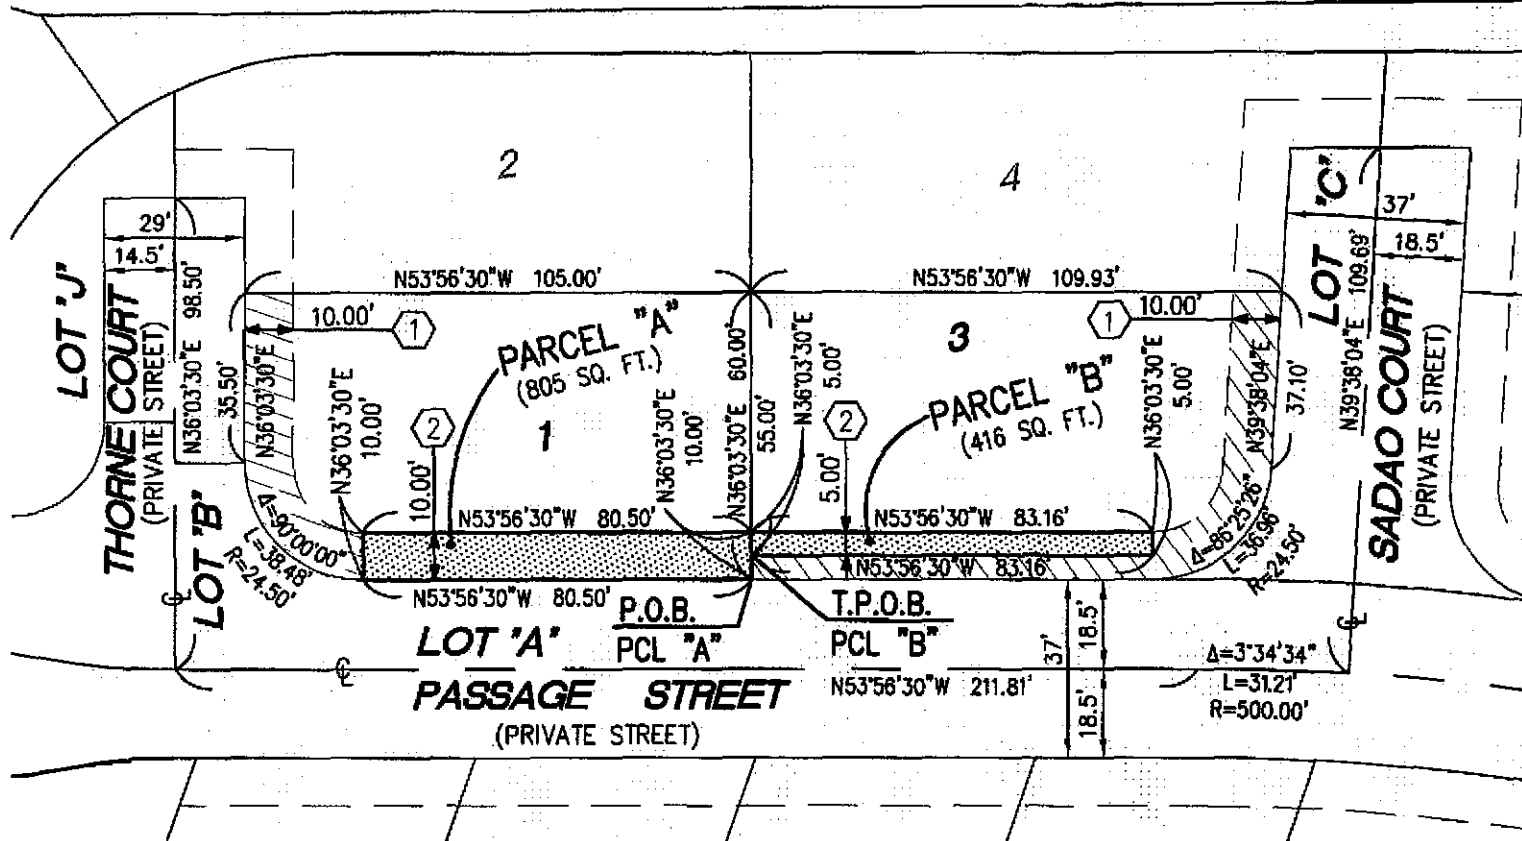 2
4
29'
14.5'
LOT "J"
THORNE COURT
(PRIVATE STREET)
N36°03'30"E 98.50'
35.50'
N36°03'30"E
LOT "B"
N53°56'30"W 105.00'
10.00'
1
PARCEL "A"
(805 SQ. FT.)
1
N36°03'30"E
10.00'
2
10.00'
N36°03'30"E
10.00'
N36°03'30"E 60.00'
55.00'
N36°03'30"E
5.00'
N53°56'30"W 109.93'
3
1
10.00'
2
5.00'
PARCEL "B"
(416 SQ. FT.)
N36°03'30"E
5.00'
N39°38'04"E
37.10'
LOT "C"
37'
18.5'
N39°38'04"E 109.69'
SADAO COURT
(PRIVATE STREET)
Δ=90°00'00"
L=38.48'
R=24.50'
N53°56'30"W 80.50'
N53°56'30"W 80.50'
N53°56'30"W 83.16'
N53°56'30"W 83.16'
Δ=86°25'26"
L=36.96'
R=24.50'
P.O.B.
PCL "A"
T.P.O.B.
PCL "B"
LOT "A"
PASSAGE STREET
(PRIVATE STREET)
N53°56'30"W 211.81'
37'
18.5'
18.5'
Δ=3°34'34"
L=31.21'
R=500.00'